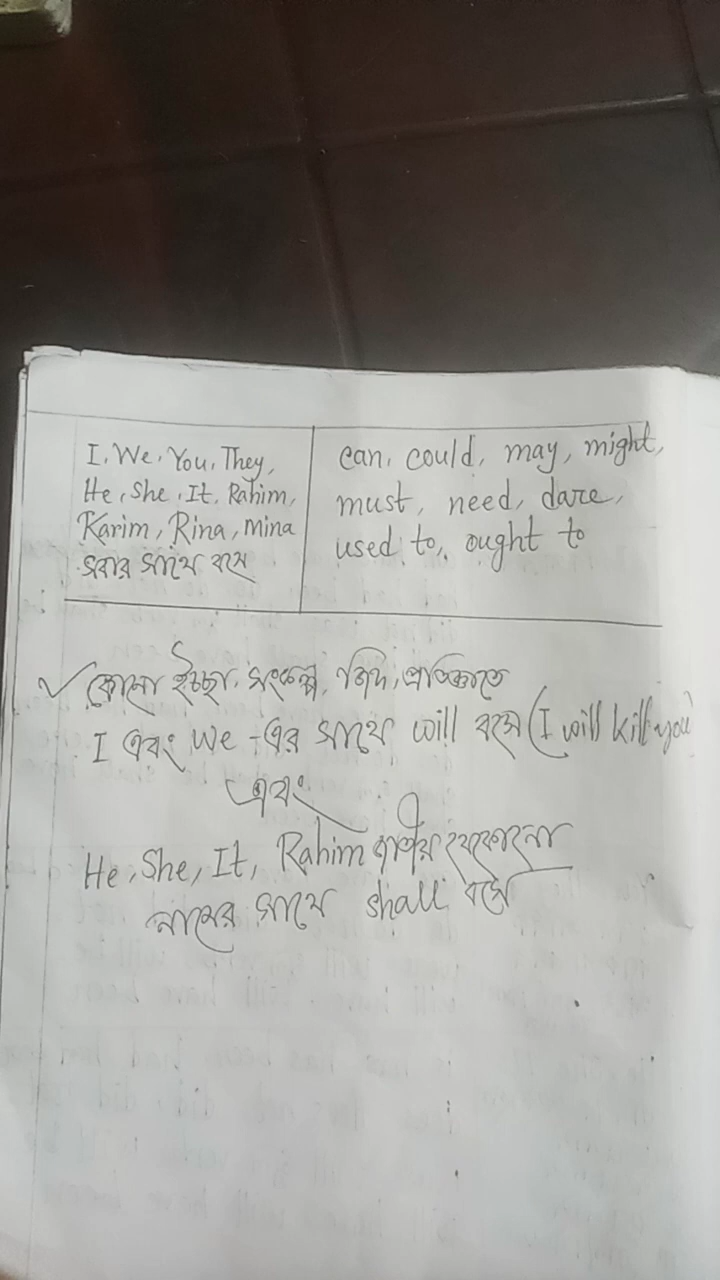 I, We, You, They,
He, She, It, Rahim,
Karim, Rina, Mina
সবার সাথে বসে
can, could, may, might,
must, need, dare,
used to, ought to
✓ কোনো ইচ্ছা, সংকল্প, জিদ, প্রতিজ্ঞাতে
I এবং We -এর সাথে will বসে (I will kill you)
এবং
He, She, It, Rahim যেকোনো
নামের সাথে shall বসে